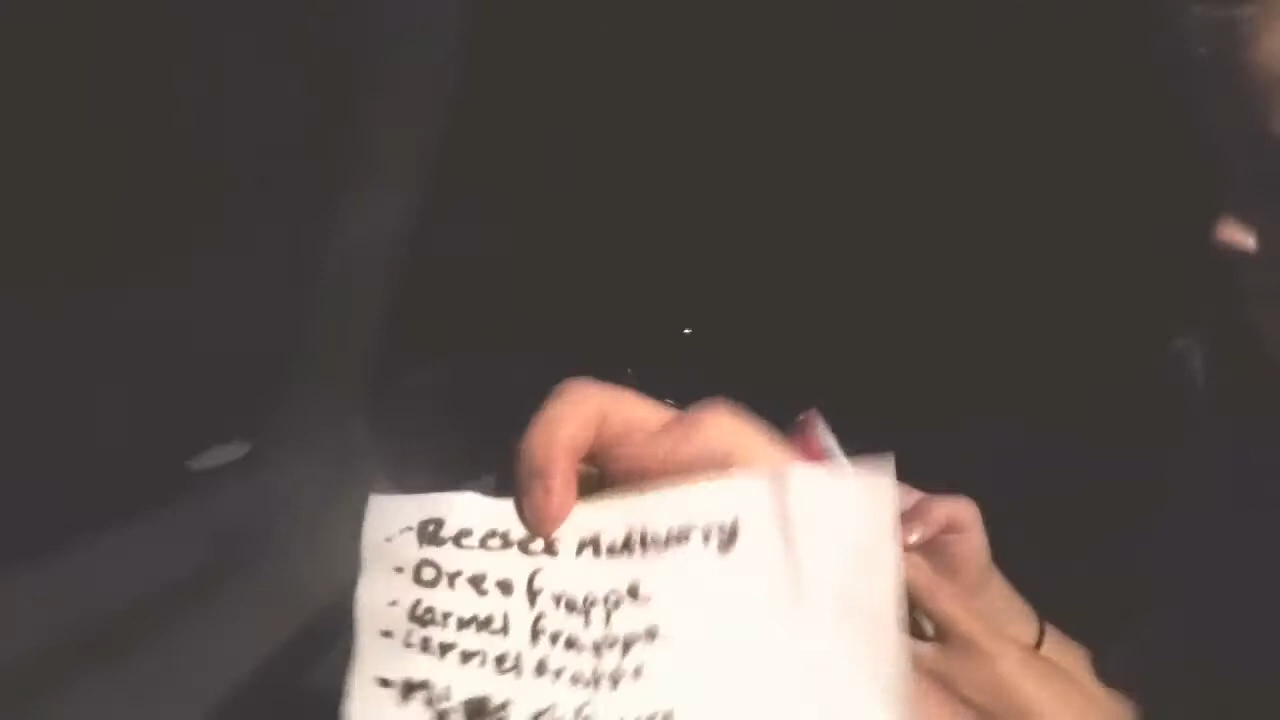 - Reeses McFlurry
- Oreo frappe
- Carmel frappe
- Carmel frappe